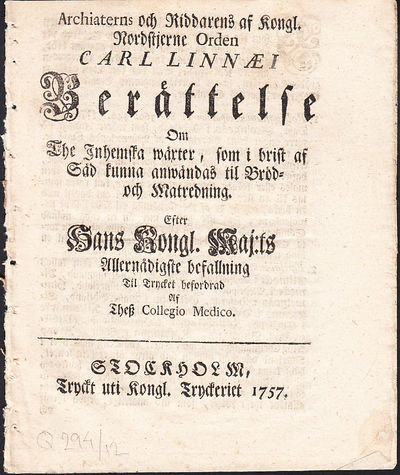 Archiaterns och Riddarens af Kongl.
Nordstjerne Orden
CARL LINNÆI
Berättelse
Om
The Inhemska wäxter, som i brist af
Säd kunna anwändas til Bröd-
och Matredning.
Efter
Hans Kongl. Maj:ts
Allernådigste befallning
Til Trycket befordrad
Af
Theß Collegio Medico.
STOCKHOLM,
Tryckt uti Kongl. Tryckeriet 1757.
Q 294/12